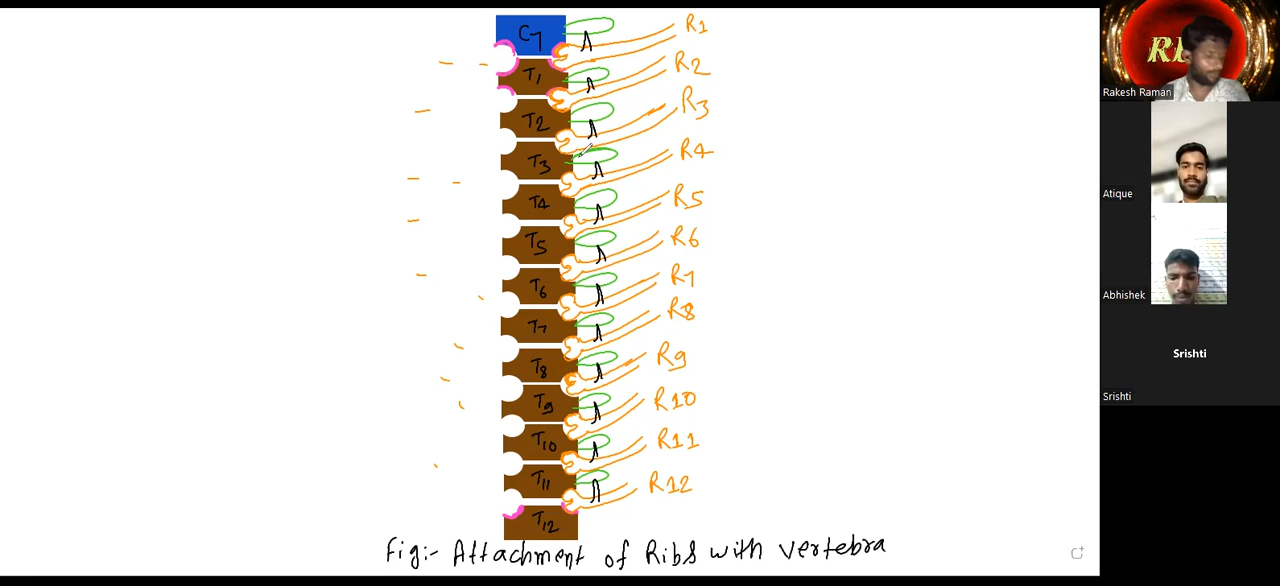 C7
R1
T1
R2
T2
R3
T3
R4
T4
R5
T5
R6
T6
R7
T7
R8
T8
R9
T9
R10
T10
R11
T11
R12
T12
Fig:- Attachment of Ribs with vertebra
Rakesh Raman
Atique
Abhishek
Srishti
Srishti